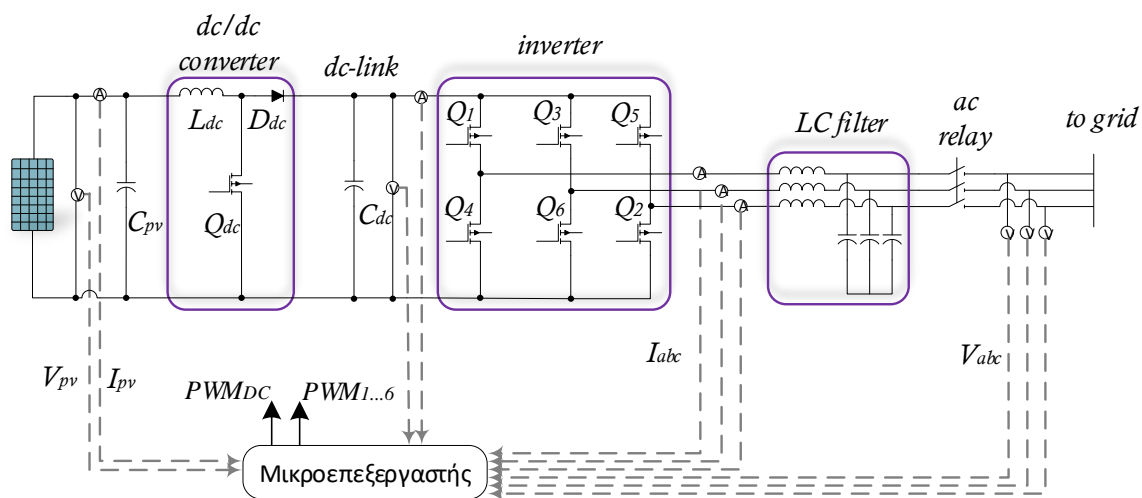 dc/dc
converter
dc-link
inverter
LC filter
ac
relay
to grid
A
A
Q1
Q3
Q5
Ldc
Ddc
A
A
A
V
V
Cpv
Qdc
Cdc
Q4
Q6
Q2
V
V
V
Vpv
Ipv
Iabc
Vabc
PWMDC
PWM1...6
Μικροεπεξεργαστής